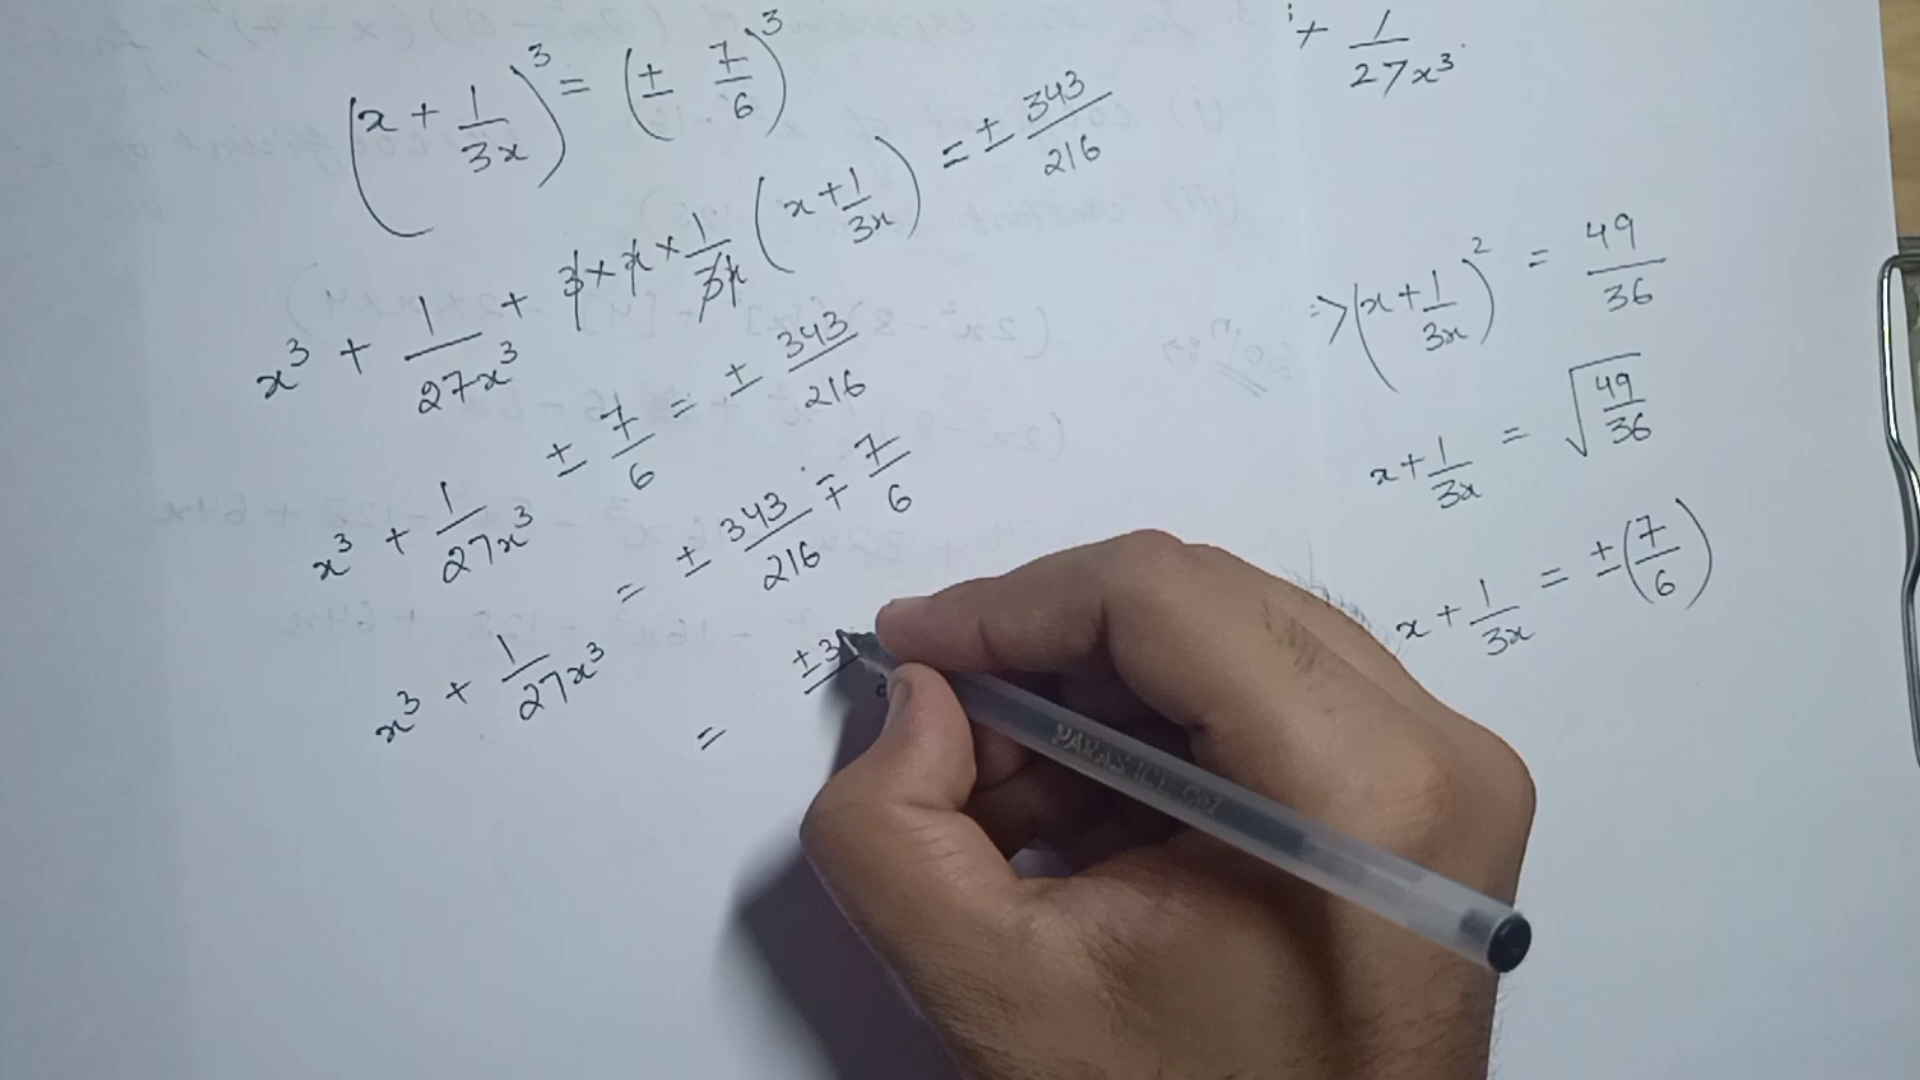 (x + 1/3x)³ = (± 7/6)³
x³ + 1/27x³ + 3 × x × 1/3x (x + 1/3x) = ± 343/216
x³ + 1/27x³ ± 7/6 = ± 343/216
x³ + 1/27x³ = ± 343/216 ∓ 7/6
x³ + 1/27x³ = ±3
+ 1/27x³
=> (x + 1/3x)² = 49/36
x + 1/3x = √49/36
x + 1/3x = ± (7/6)